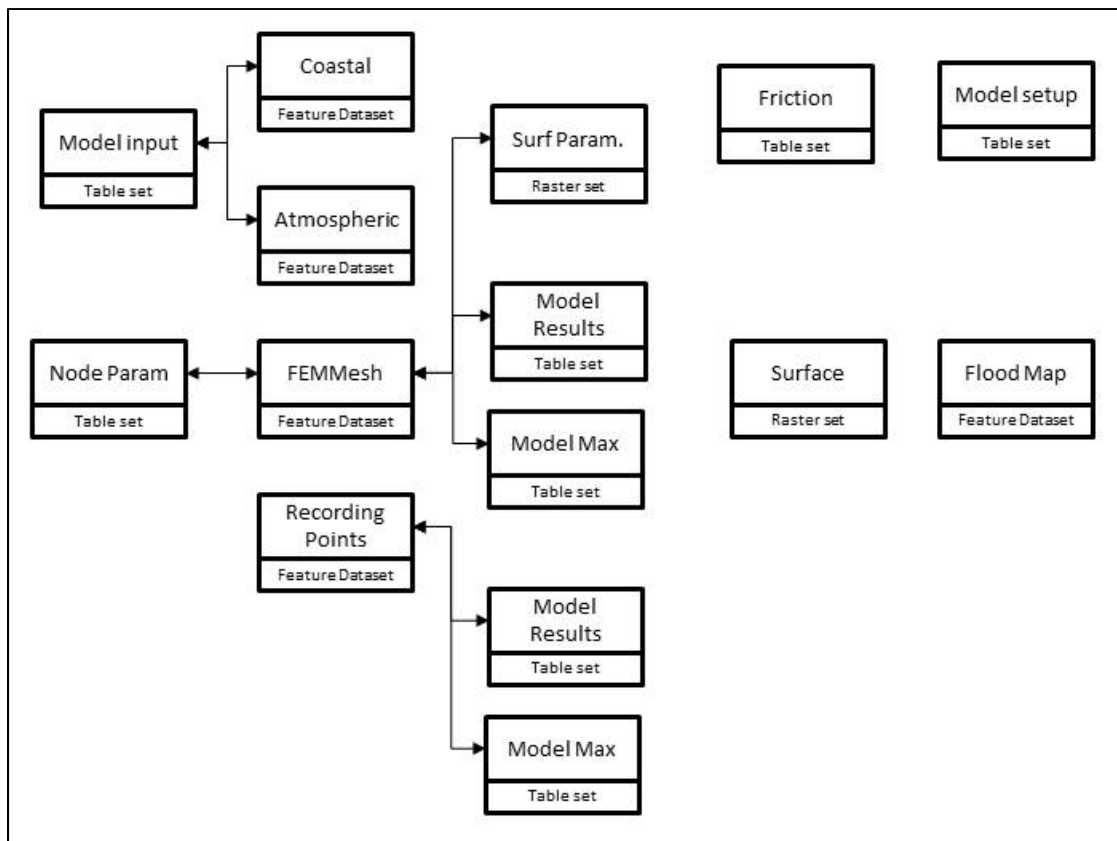 Coastal
Feature Dataset
Model input
Table set
Atmospheric
Feature Dataset
Surf Param.
Raster set
Friction
Table set
Model setup
Table set
Node Param
Table set
FEMMesh
Feature Dataset
Model
Results
Table set
Model Max
Table set
Surface
Raster set
Flood Map
Feature Dataset
Recording
Points
Feature Dataset
Model
Results
Table set
Model Max
Table set